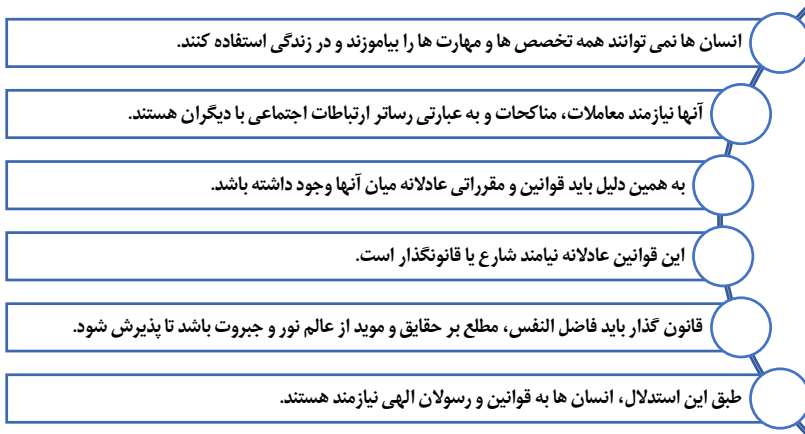 انسان ها نمی توانند همه تخصص ها و مهارت ها را بیاموزند و در زندگی استفاده کنند.
آنها نیازمند معاملات، مناکحات و به عبارتی رساتر ارتباطات اجتماعی با دیگران هستند.
به همین دلیل باید قوانین و مقرراتی عادلانه میان آنها وجود داشته باشد.
این قوانین عادلانه نیامند شارع یا قانونگذار است.
قانون گذار باید فاضل النفس، مطلع بر حقایق و موید از عالم نور و جبروت باشد تا پذیرش شود.
طبق این استدلال، انسان ها به قوانین و رسولان الهی نیازمند هستند.